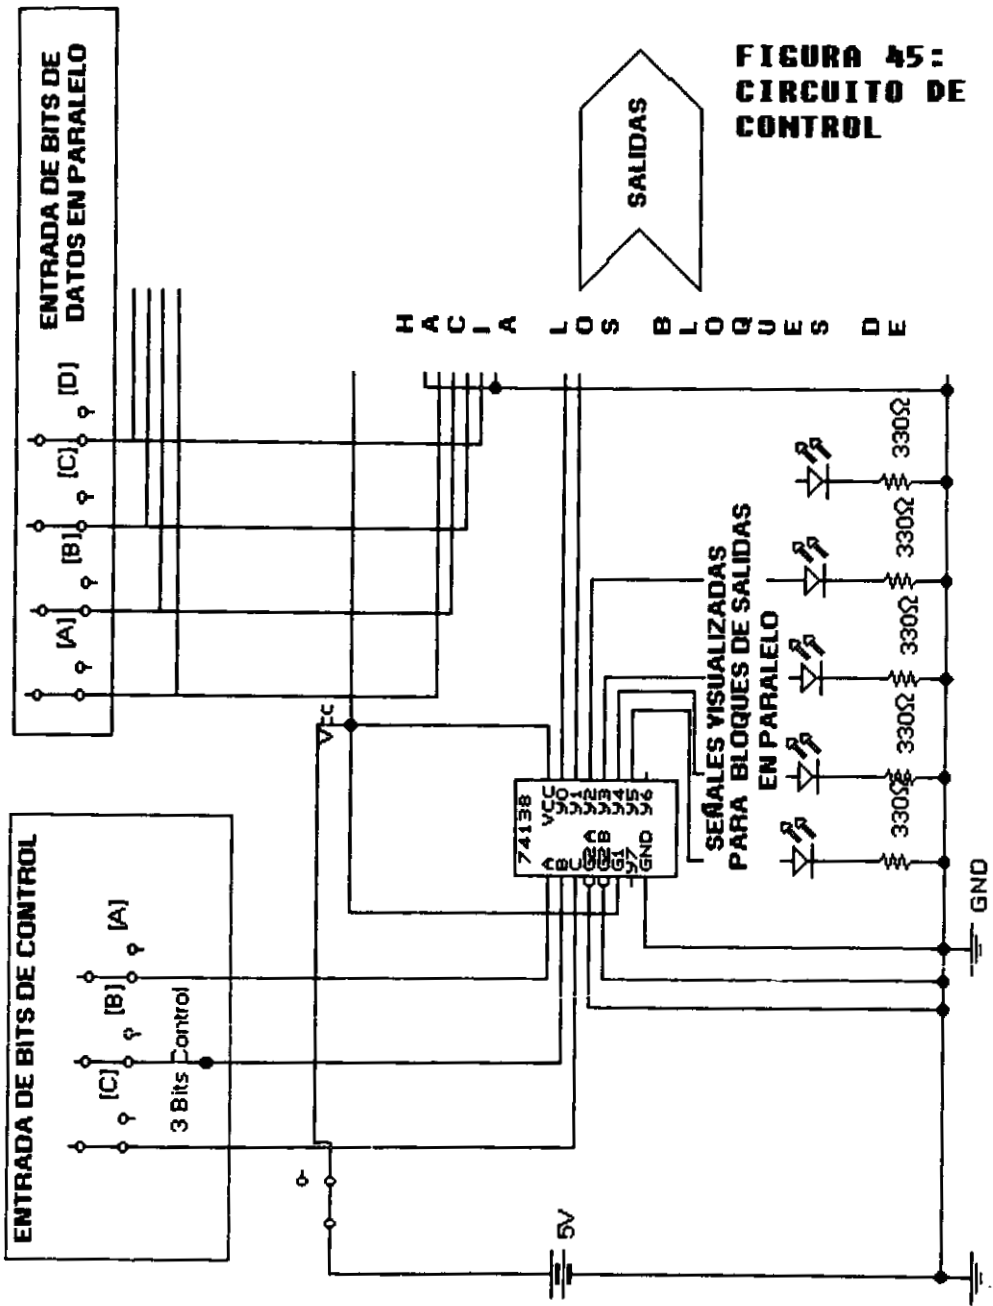 FIGURA 45:
CIRCUITO DE
CONTROL
SALIDAS
ENTRADA DE BITS DE
DATOS EN PARALELO
[D]
[C]
[B]
[A]
HACIA LOS BLOQUES DE
VCC
ENTRADA DE BITS DE CONTROL
[A]
[B]
[C]
3 Bits Control
74138
A
B
C
G2A
G2B
G1
y7
GND
VCC
y0
y1
y2
y3
y4
y5
y6
SEÑALES VISUALIZADAS
PARA BLOQUES DE SALIDAS
EN PARALELO
330Ω
330Ω
330Ω
330Ω
330Ω
5V
GND